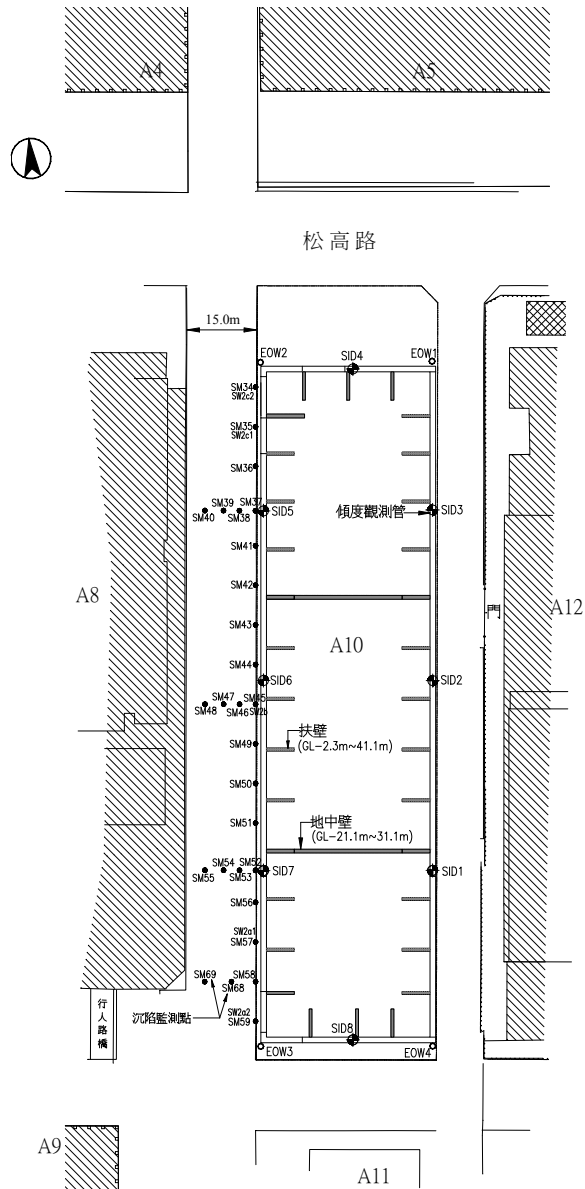 A4
A5
松高路
15.0m
EOW2
SID4
EOW1
SM34
SW2c2
SM35
SW2c1
SM36
SM39
SM37
SM40
SM38
SID5
傾度觀測管
SID3
SM41
SM42
A8
門
A12
SM43
A10
SM44
SID6
SID2
SM47
SM45
SM48
SM46
SW2b
扶壁
(GL-2.3m~41.1m)
SM49
SM50
地中壁
(GL-21.1m~31.1m)
SM51
SM54
SM52
SM55
SM53
SID7
SID1
SM56
SW2a1
SM57
SM69
SM58
SM68
行人路橋
沉陷監測點
SW2a2
SM59
SID8
EOW3
EOW4
A9
A11